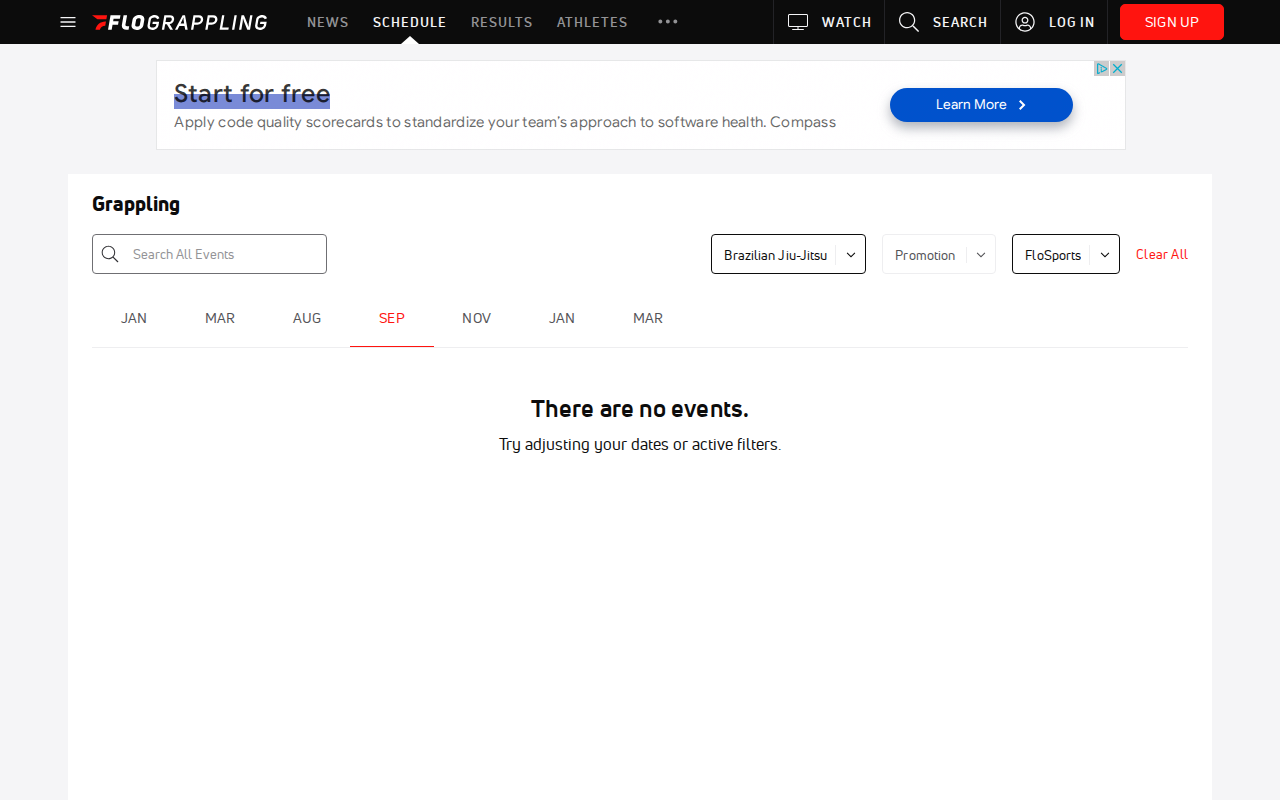 FLOGRAPPLING NEWS SCHEDULE RESULTS ATHLETES WATCH SEARCH LOG IN SIGN UP
Start for free
Apply code quality scorecards to standardize your team's approach to software health. Compass
Learn More
Grappling
Search All Events Brazilian Jiu-Jitsu Promotion FloSports Clear All
JAN MAR AUG SEP NOV JAN MAR
There are no events.
Try adjusting your dates or active filters.